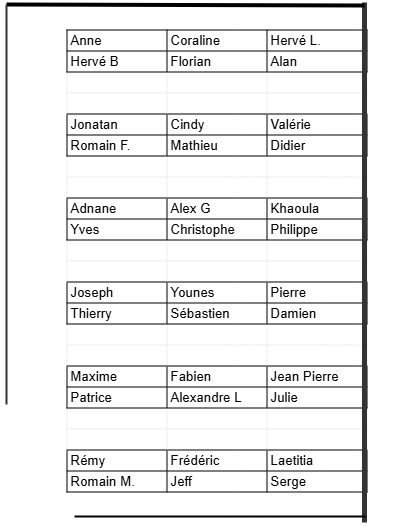 Anne Coraline Hervé L.
Hervé B Florian Alan
Jonatan Cindy Valérie
Romain F. Mathieu Didier
Adnane Alex G Khaoula
Yves Christophe Philippe
Joseph Younes Pierre
Thierry Sébastien Damien
Maxime Fabien Jean Pierre
Patrice Alexandre L Julie
Rémy Frédéric Laetitia
Romain M. Jeff Serge